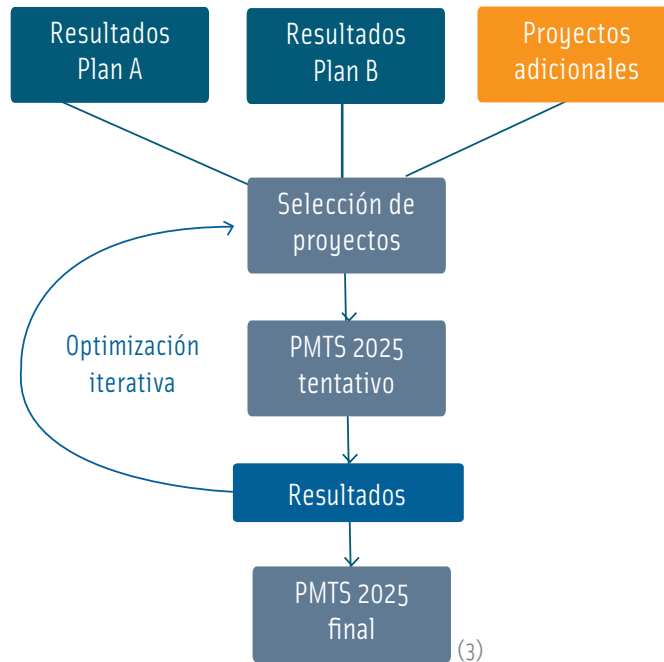 Resultados
Plan A
Resultados
Plan B
Proyectos
adicionales
Selección de
proyectos
Optimización
iterativa
PMTS 2025
tentativo
Resultados
PMTS 2025
final
(3)